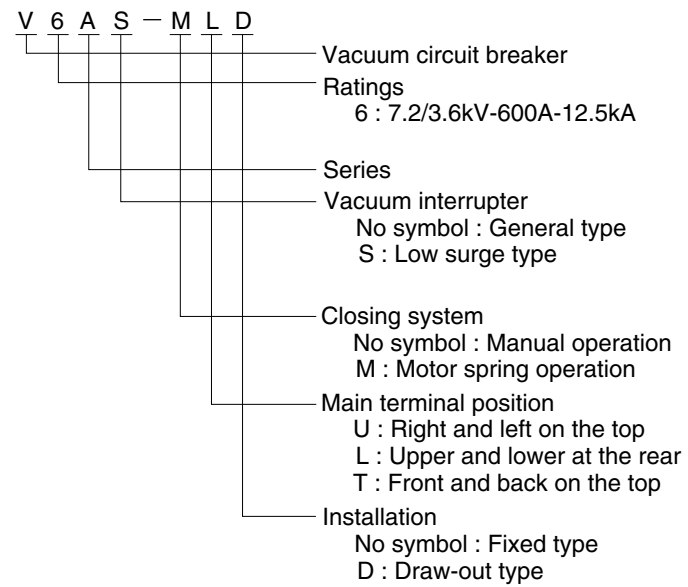 V 6 A S － M L D
Vacuum circuit breaker
Ratings
6 : 7.2/3.6kV-600A-12.5kA
Series
Vacuum interrupter
No symbol : General type
S : Low surge type
Closing system
No symbol : Manual operation
M : Motor spring operation
Main terminal position
U : Right and left on the top
L : Upper and lower at the rear
T : Front and back on the top
Installation
No symbol : Fixed type
D : Draw-out type